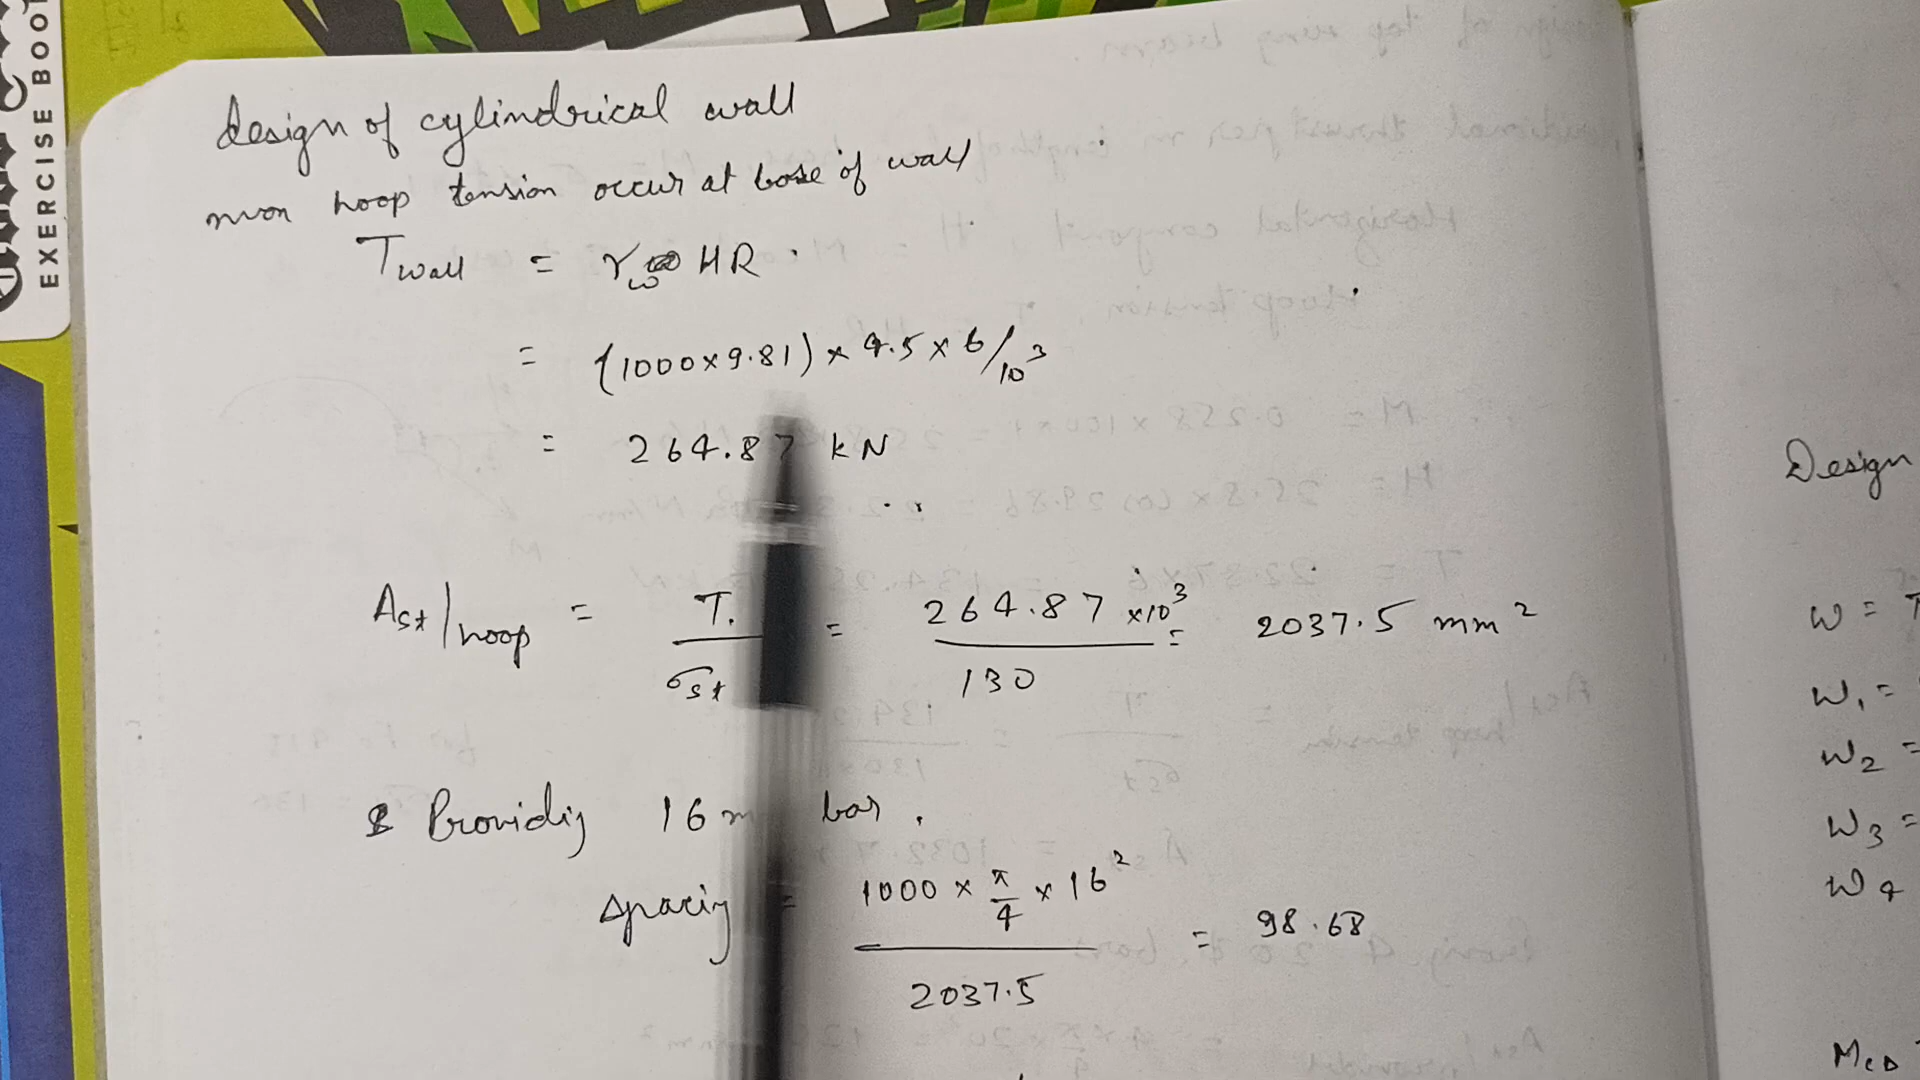 EXERCISE BOO
design of cylindrical wall
max hoop tension occur at base of wall
T wall = γw HR
= (1000×9.81) × 4.5 × 6/10³
= 264.87 kN
Ast/hoop = T/σst = 264.87 ×10³/130 = 2037.5 mm²
Providing 16 bar.
spacing = 1000 × π/4 × 16²/2037.5 = 98.68
Design
W =
W₁ =
W₂ =
W₃ =
W₄